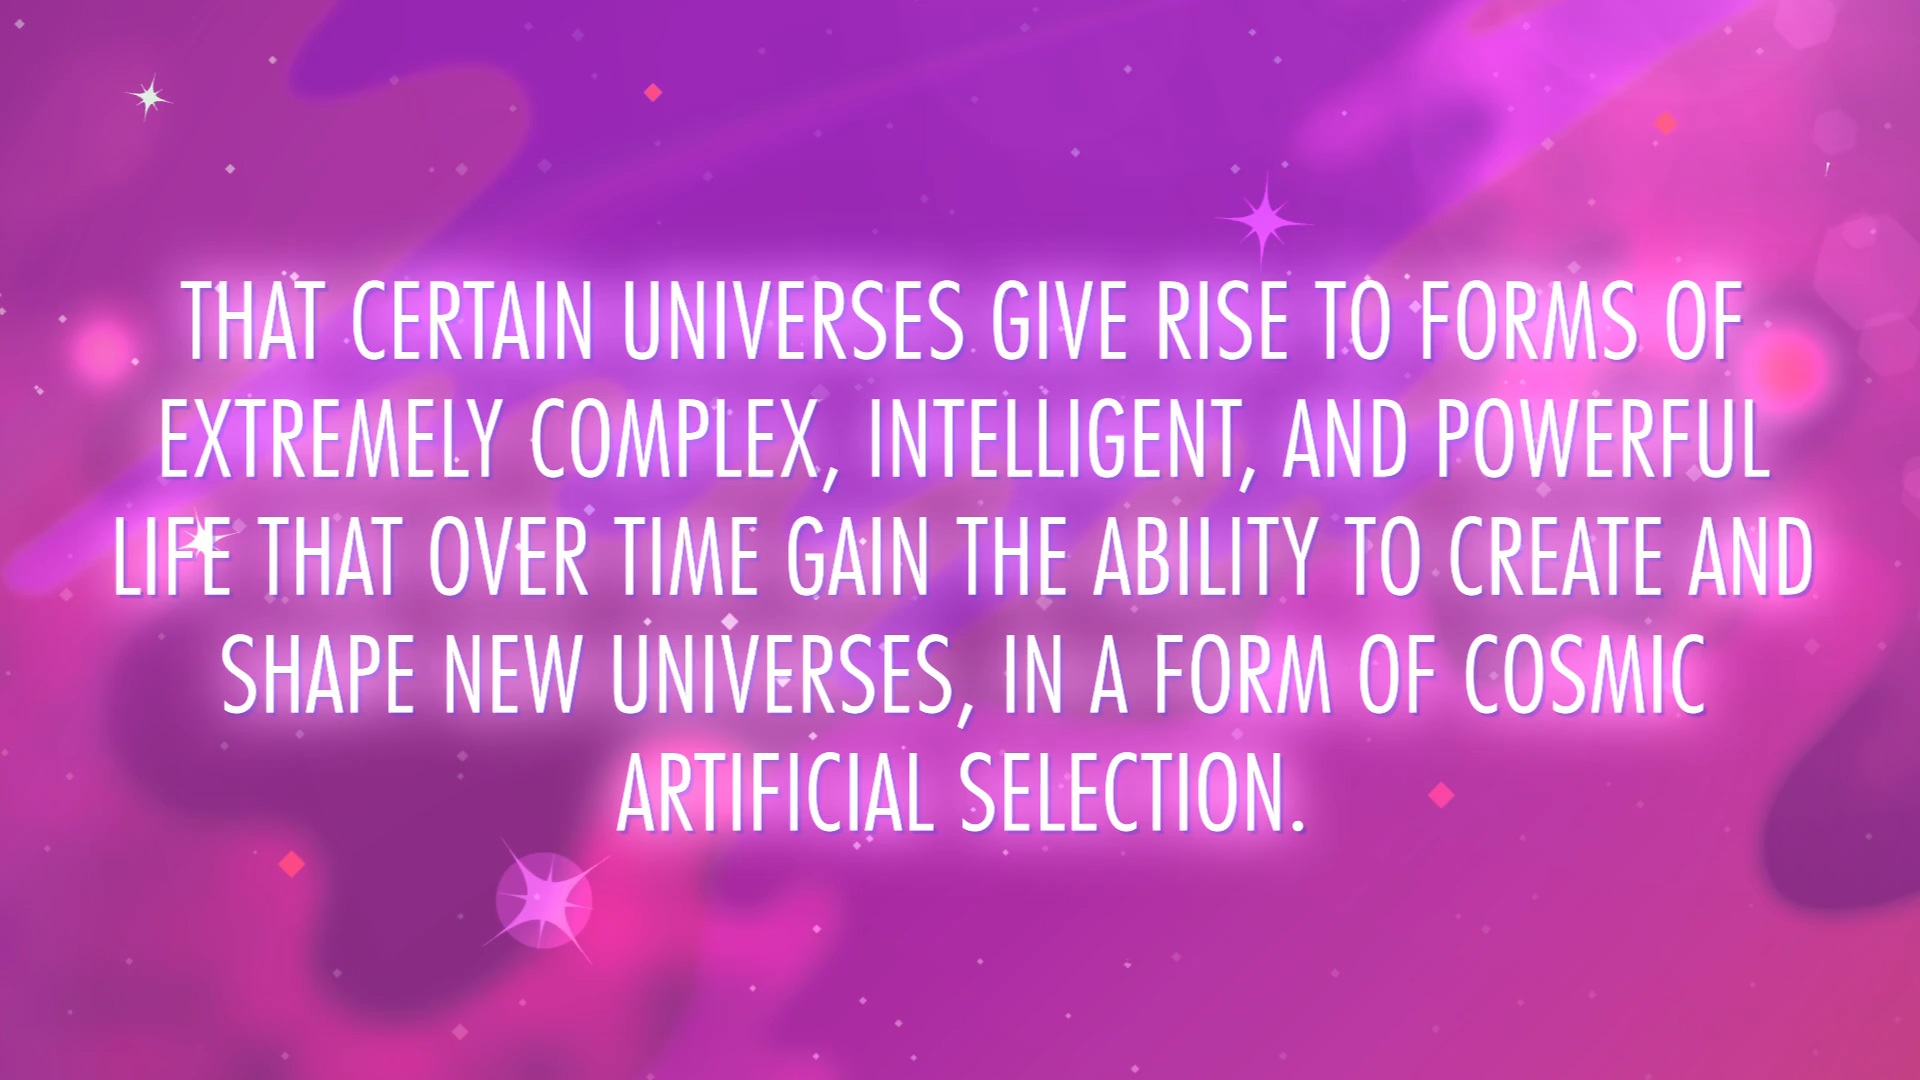 THAT CERTAIN UNIVERSES GIVE RISE TO FORMS OF
EXTREMELY COMPLEX, INTELLIGENT, AND POWERFUL
LIFE THAT OVER TIME GAIN THE ABILITY TO CREATE AND
SHAPE NEW UNIVERSES, IN A FORM OF COSMIC
ARTIFICIAL SELECTION.